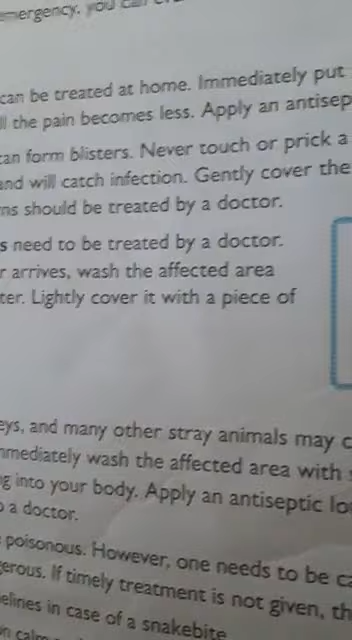 emergency, you can
can be treated at home. Immediately put
the pain becomes less. Apply an antisep
can form blisters. Never touch or prick a
and will catch infection. Gently cover the
ns should be treated by a doctor.
s need to be treated by a doctor.
r arrives, wash the affected area
ter. Lightly cover it with a piece of
eys, and many other stray animals may c
mmediately wash the affected area with
g into your body. Apply an antiseptic lo
o a doctor.
poisonous. However, one needs to be ca
erous. If timely treatment is not given, th
elines in case of a snakebite